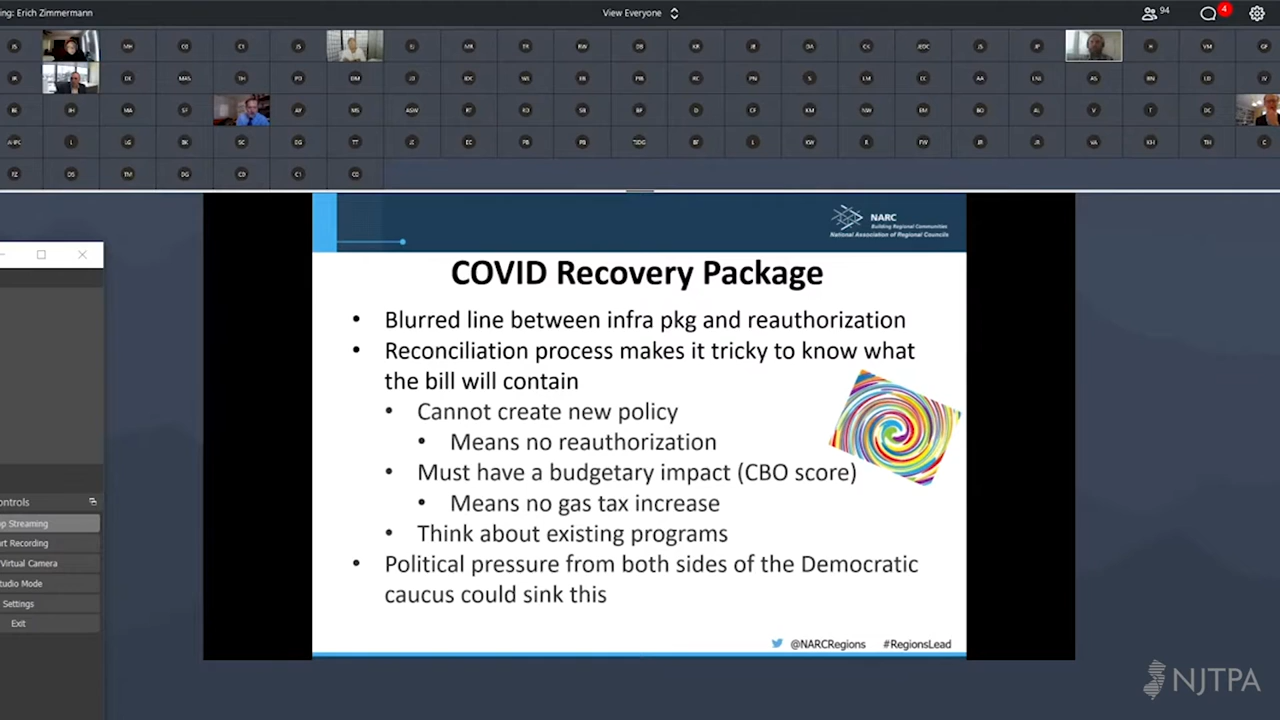 ing: Erich Zimmermann
View Everyone
94
4
NARC
Building Regional Communities
National Association of Regional Councils
COVID Recovery Package
• Blurred line between infra pkg and reauthorization
• Reconciliation process makes it tricky to know what
the bill will contain
• Cannot create new policy
• Means no reauthorization
• Must have a budgetary impact (CBO score)
• Means no gas tax increase
• Think about existing programs
• Political pressure from both sides of the Democratic
caucus could sink this
@NARCRegions #RegionsLead
ontrols
op Streaming
art Recording
Virtual Camera
tudio Mode
Settings
Exit
NJTPA